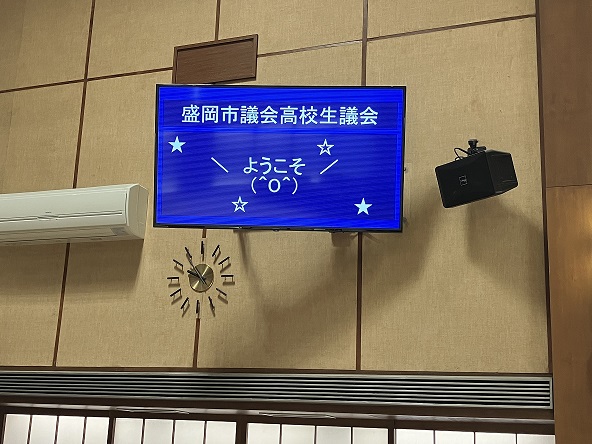 盛岡市議会高校生議会
★ ☆
＼ ようこそ ／
(^O^)
☆ ★